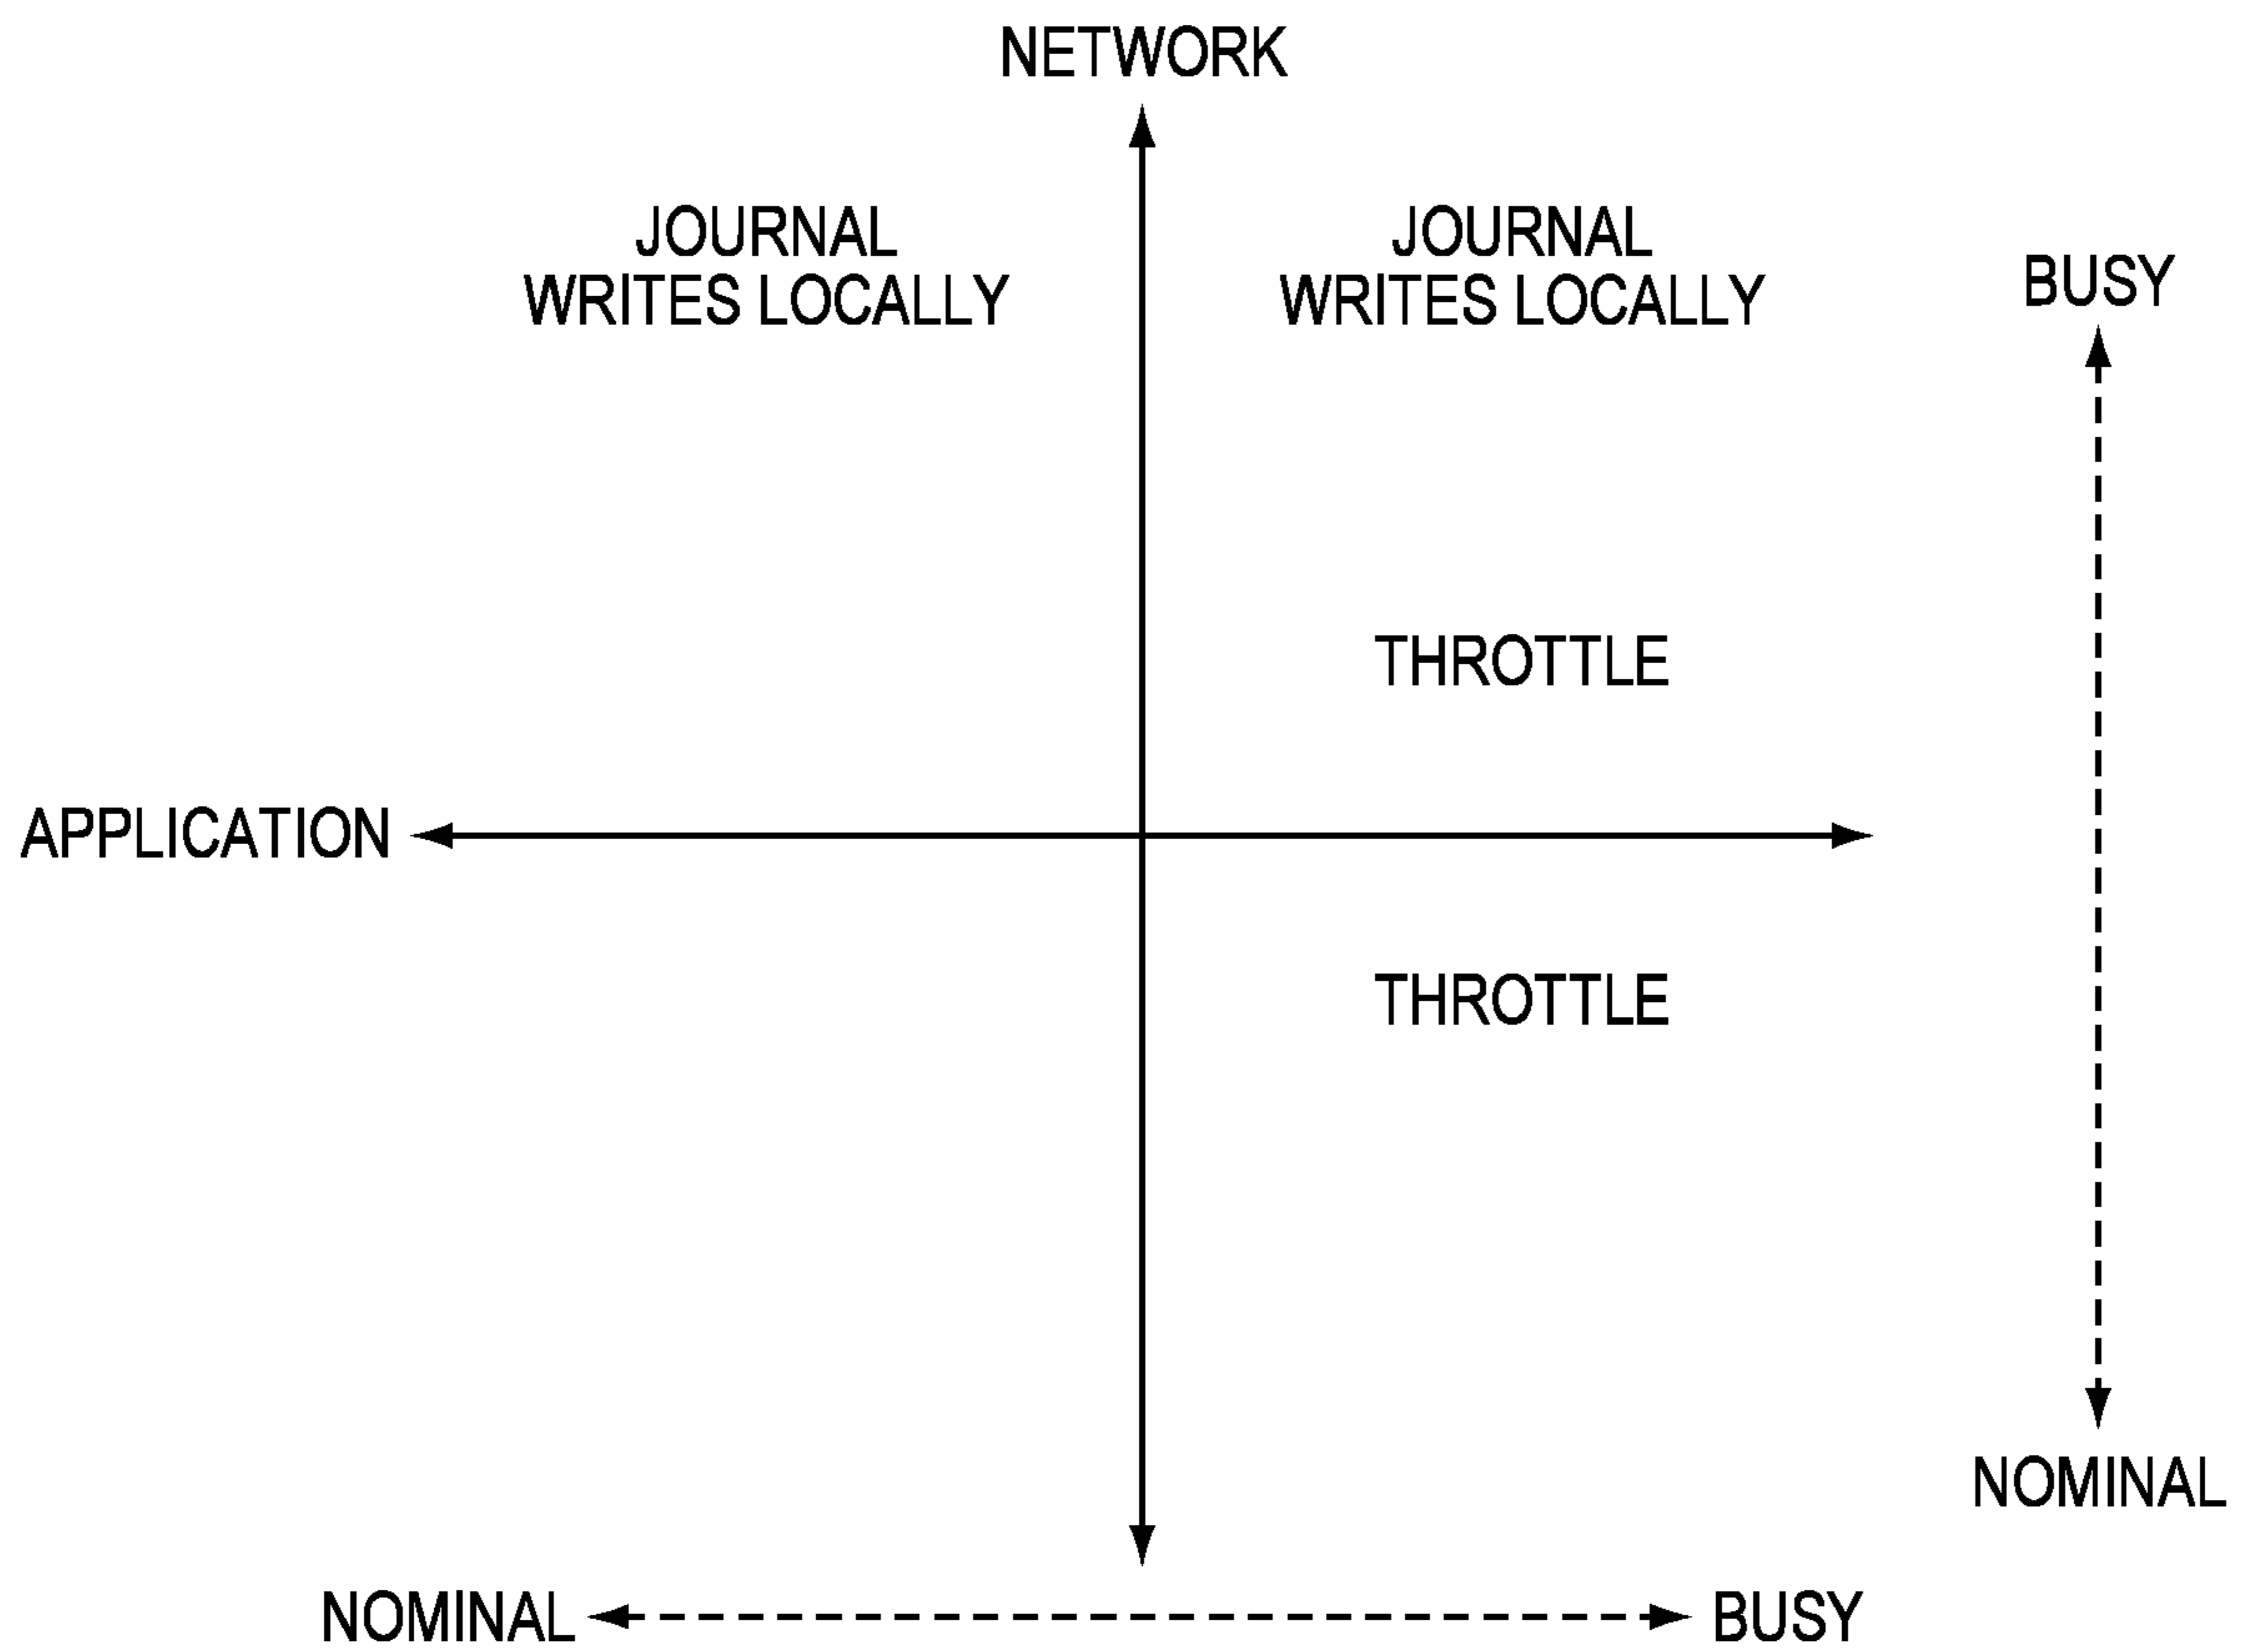 NETWORK
JOURNAL
WRITES LOCALLY
JOURNAL
WRITES LOCALLY
BUSY
THROTTLE
APPLICATION
THROTTLE
NOMINAL
NOMINAL
BUSY